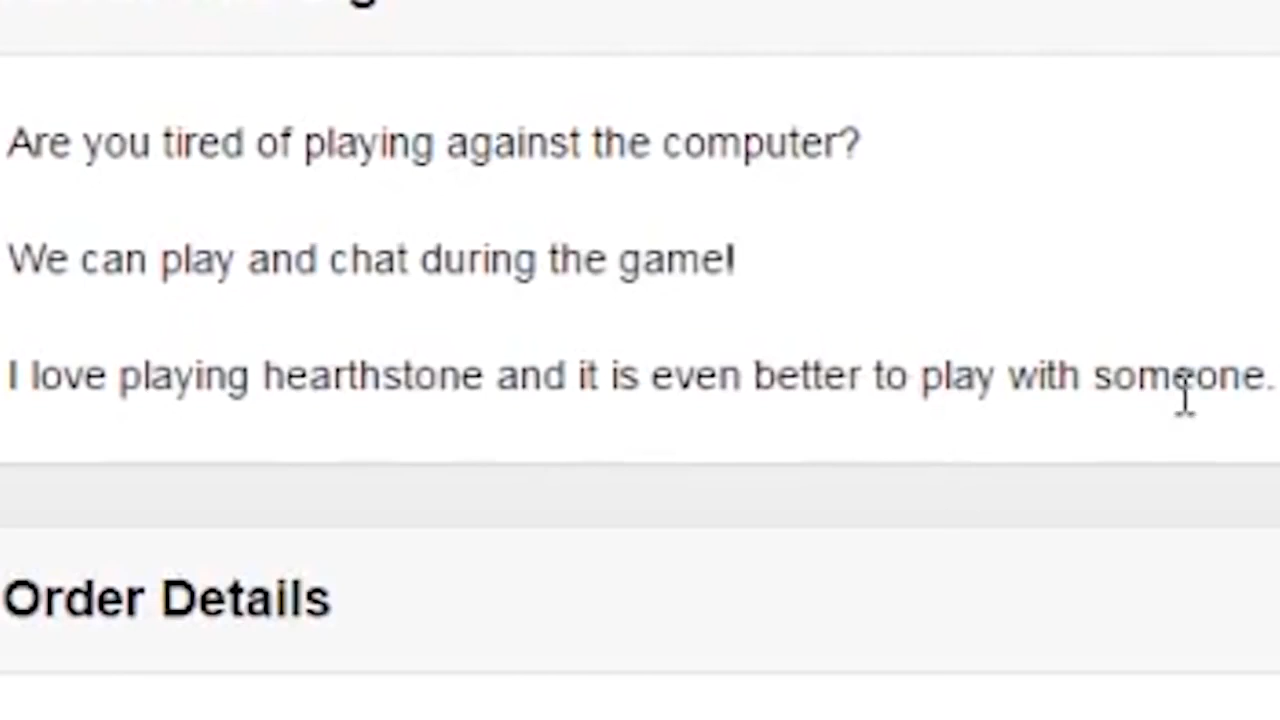 Are you tired of playing against the computer?
We can play and chat during the game!
I love playing hearthstone and it is even better to play with someone.
Order Details